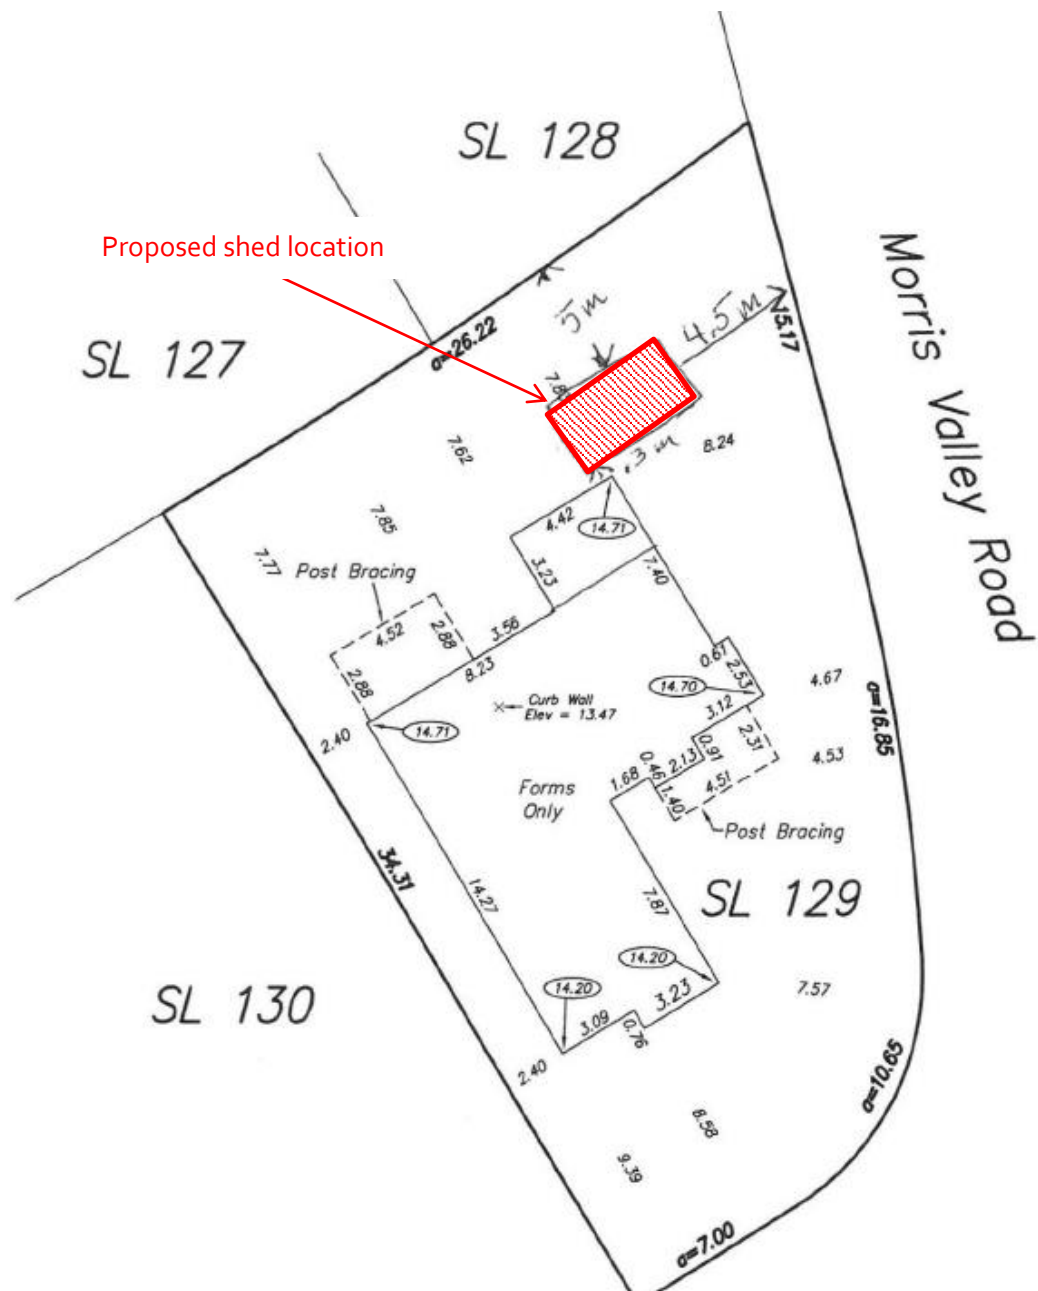 SL 128
Proposed shed location
Morris Valley Road
5m
4.5 m
15.17
SL 127
a=26.22
7.62
.3 m
8.24
7.85
4.42
14.71
7.77
Post Bracing
3.23
7.40
4.52
2.88
3.56
0.61
2.53
2.88
8.23
14.70
4.67
a=16.85
Curb Wall
Elev = 13.47
3.12
2.40
14.71
2.31
4.53
0.91
2.13
0.46
1.68
Forms
Only
4.51
1.40
Post Bracing
34.31
14.27
7.87
SL 129
14.20
14.20
3.23
7.57
SL 130
3.09
0.76
2.40
a=10.65
8.58
9.39
a=7.00